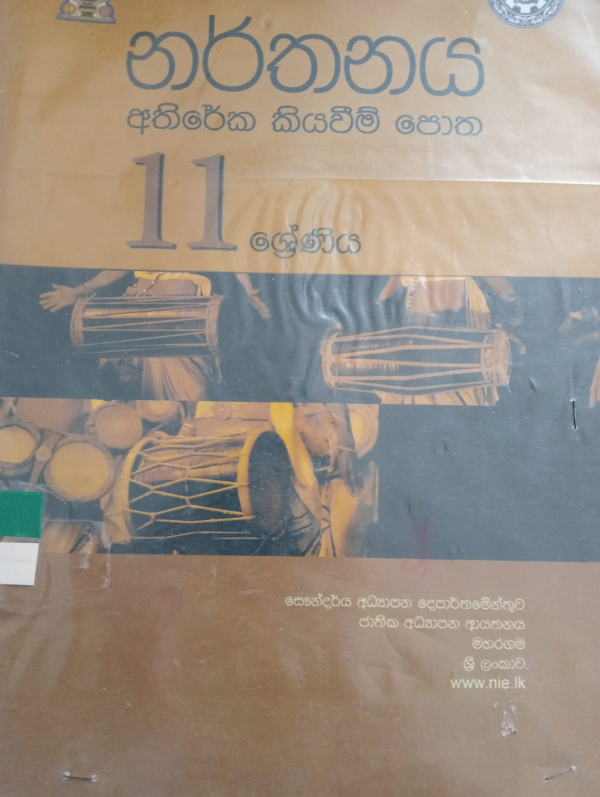 නර්තනය
අතිරේක කියවීම් පොත
11 ශ්‍රේණිය
සෞන්දර්ය අධ්‍යාපන දෙපාර්තමේන්තුව
ජාතික අධ්‍යාපන ආයතනය
මහරගම
ශ්‍රී ලංකාව.
www.nie.lk